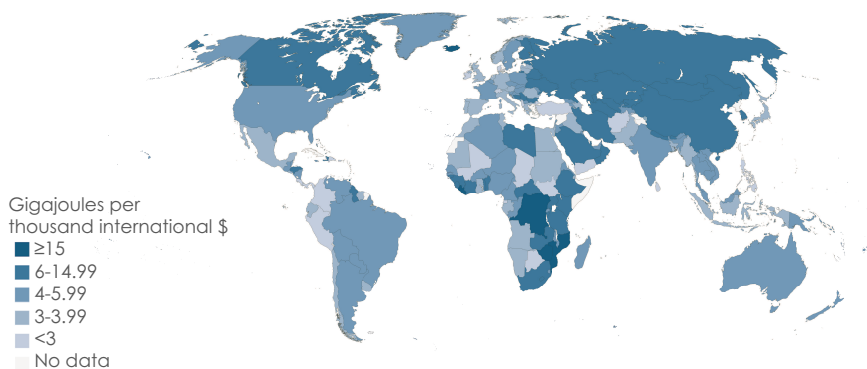 Gigajoules per
thousand international $
≥15
6-14.99
4-5.99
3-3.99
<3
No data